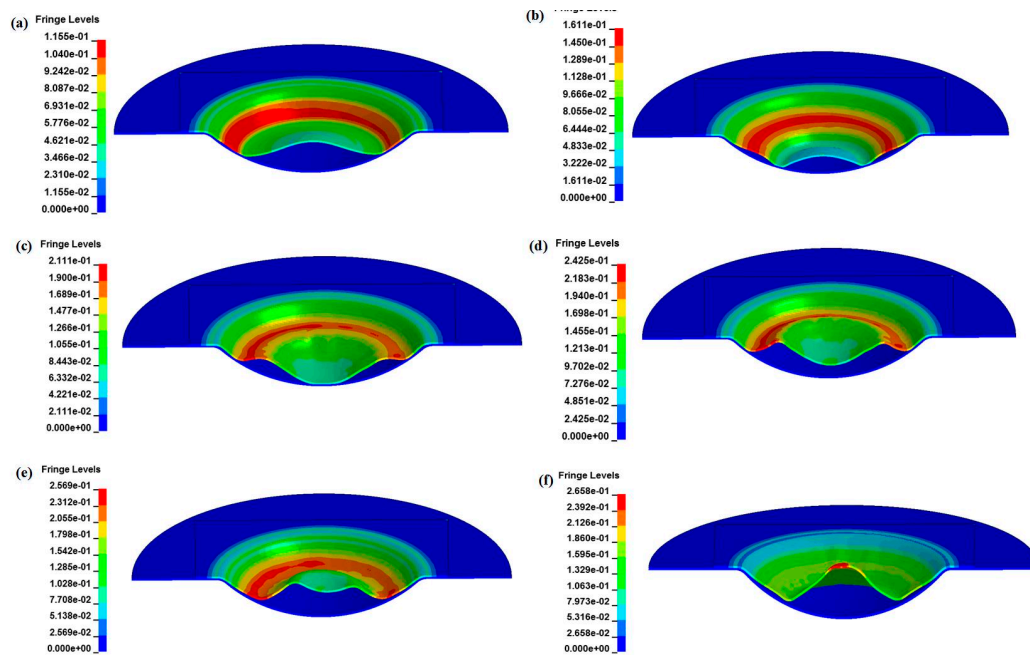 (a)
Fringe Levels
1.155e-01
1.040e-01
9.242e-02
8.087e-02
6.931e-02
5.776e-02
4.621e-02
3.466e-02
2.310e-02
1.155e-02
0.000e+00
(b)
Fringe Levels
1.611e-01
1.450e-01
1.289e-01
1.128e-01
9.666e-02
8.055e-02
6.444e-02
4.833e-02
3.222e-02
1.611e-02
0.000e+00
(c)
Fringe Levels
2.111e-01
1.900e-01
1.689e-01
1.477e-01
1.266e-01
1.055e-01
8.443e-02
6.332e-02
4.221e-02
2.111e-02
0.000e+00
(d)
Fringe Levels
2.425e-01
2.183e-01
1.940e-01
1.698e-01
1.455e-01
1.213e-01
9.702e-02
7.276e-02
4.851e-02
2.425e-02
0.000e+00
(e)
Fringe Levels
2.569e-01
2.312e-01
2.055e-01
1.798e-01
1.542e-01
1.285e-01
1.028e-01
7.708e-02
5.138e-02
2.569e-02
0.000e+00
(f)
Fringe Levels
2.658e-01
2.392e-01
2.126e-01
1.860e-01
1.595e-01
1.329e-01
1.063e-01
7.973e-02
5.316e-02
2.658e-02
0.000e+00